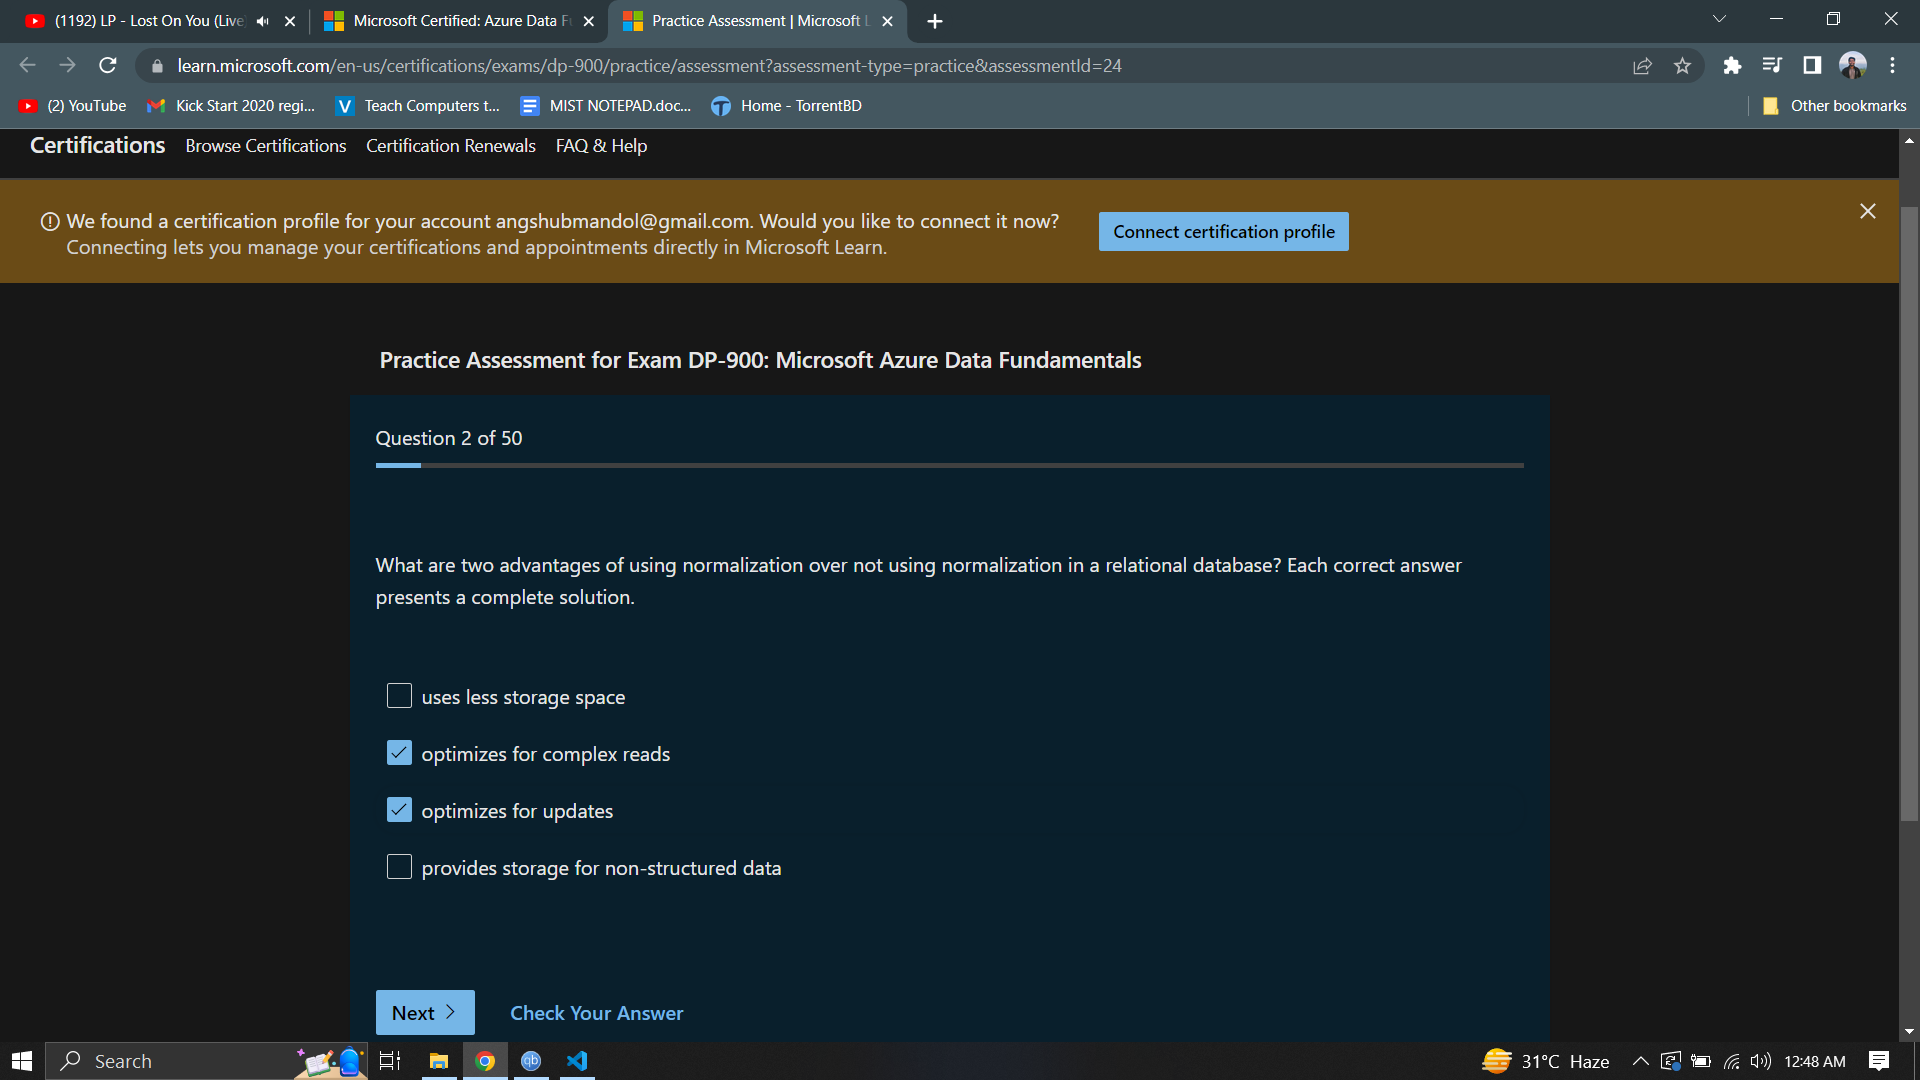 (1192) LP - Lost On You (Live
Microsoft Certified: Azure Data F
Practice Assessment | Microsoft L
learn.microsoft.com/en-us/certifications/exams/dp-900/practice/assessment?assessment-type=practice&assessmentId=24
(2) YouTube
Kick Start 2020 regi...
Teach Computers t...
MIST NOTEPAD.doc...
Home - TorrentBD
Other bookmarks
Certifications
Browse Certifications
Certification Renewals
FAQ & Help
We found a certification profile for your account angshubmandol@gmail.com. Would you like to connect it now?
Connecting lets you manage your certifications and appointments directly in Microsoft Learn.
Connect certification profile
Practice Assessment for Exam DP-900: Microsoft Azure Data Fundamentals
Question 2 of 50
What are two advantages of using normalization over not using normalization in a relational database? Each correct answer
presents a complete solution.
uses less storage space
optimizes for complex reads
optimizes for updates
provides storage for non-structured data
Next
Check Your Answer
Search
qb
31°C Haze
12:48 AM